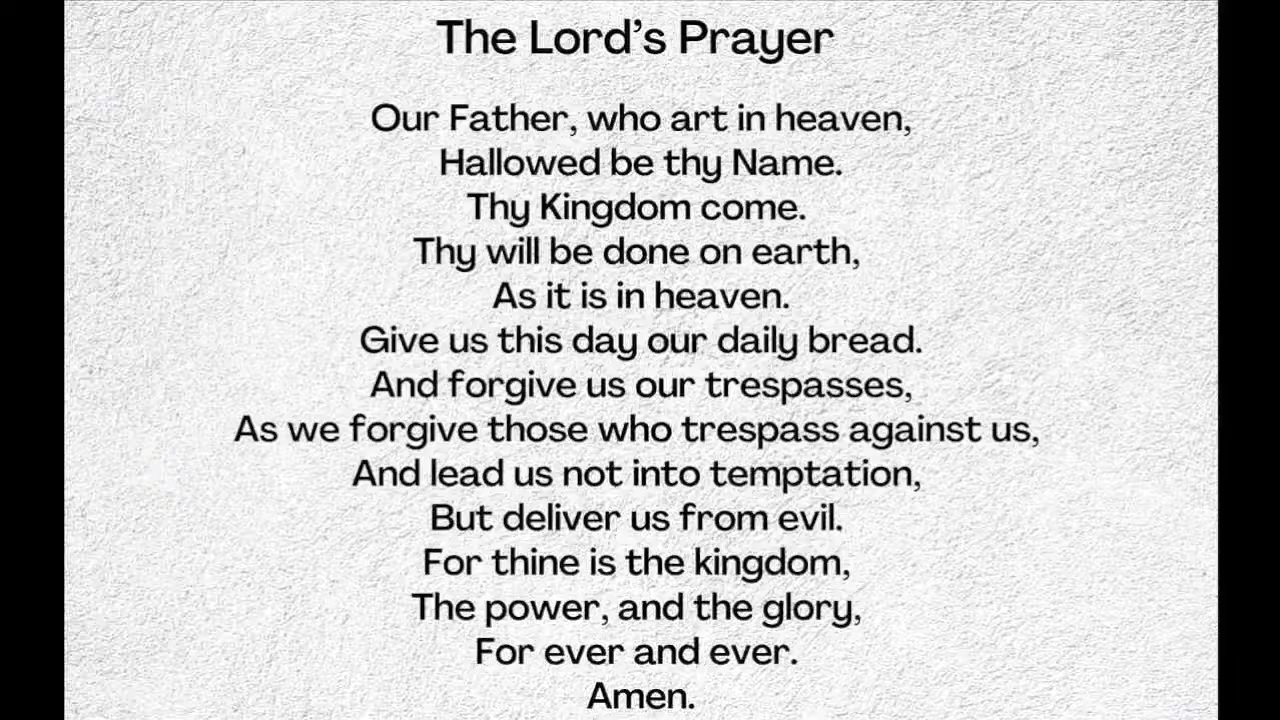 The Lord’s Prayer
Our Father, who art in heaven,
Hallowed be thy Name.
Thy Kingdom come.
Thy will be done on earth,
As it is in heaven.
Give us this day our daily bread.
And forgive us our trespasses,
As we forgive those who trespass against us,
And lead us not into temptation,
But deliver us from evil.
For thine is the kingdom,
The power, and the glory,
For ever and ever.
Amen.